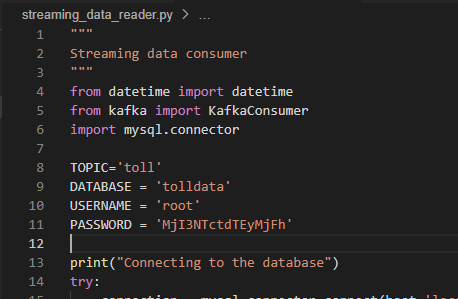 streaming_data_reader.py > ...
1 """
2 Streaming data consumer
3 """
4 from datetime import datetime
5 from kafka import KafkaConsumer
6 import mysql.connector
7
8 TOPIC='toll'
9 DATABASE = 'tolldata'
10 USERNAME = 'root'
11 PASSWORD = 'MjI3NTctdTEyMjFh'
12
13 print("Connecting to the database")
14 try: